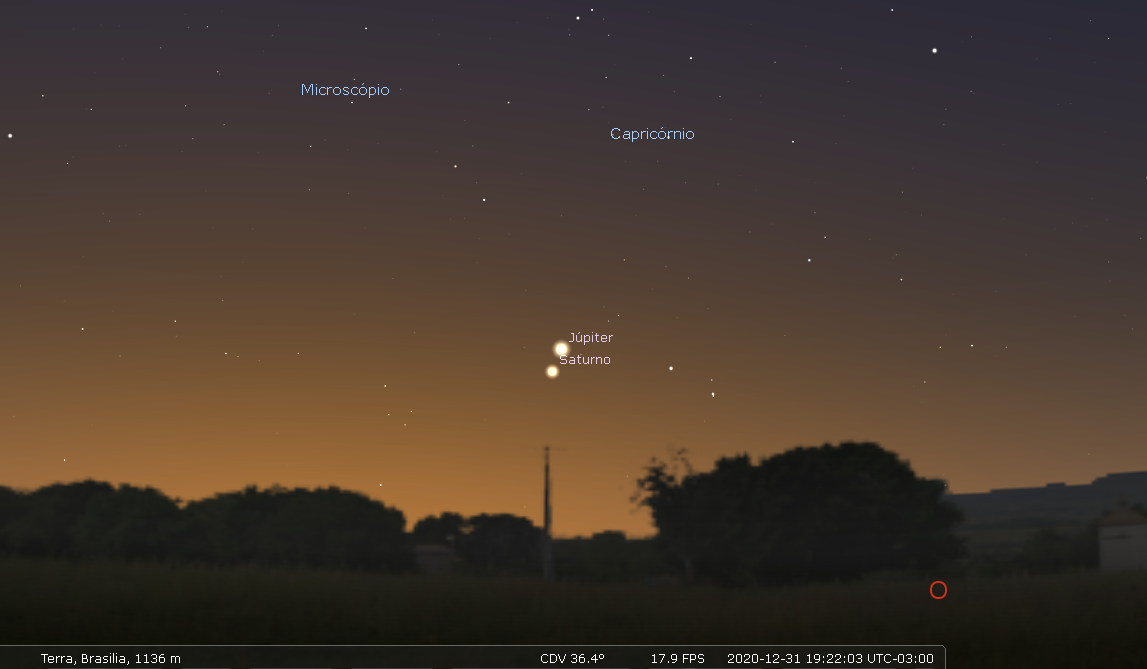 Microscópio
Capricórnio
Júpiter
Saturno
O
Terra, Brasilia, 1136 m CDV 36.4º 17.9 FPS 2020-12-31 19:22:03 UTC-03:00